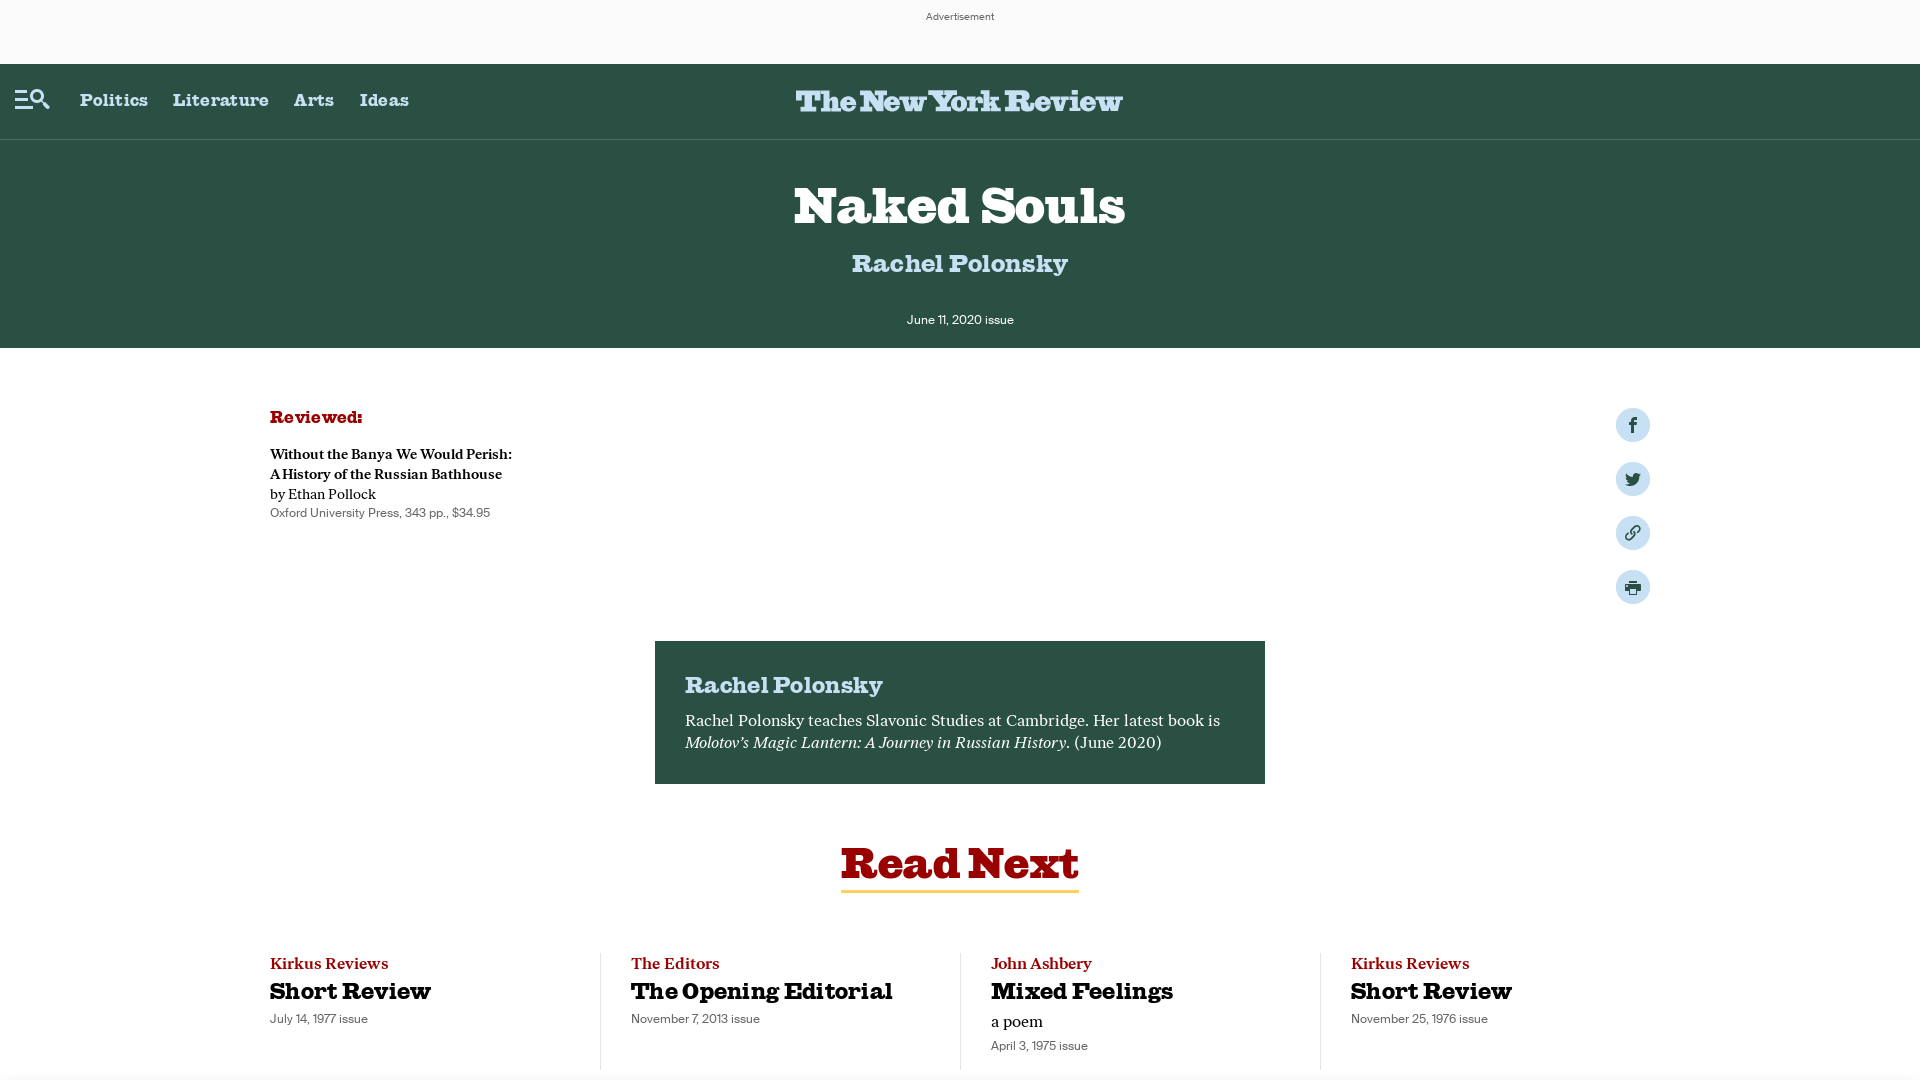 Advertisement
Politics Literature Arts Ideas
The New York Review
Naked Souls
Rachel Polonsky
June 11, 2020 issue
Reviewed:
Without the Banya We Would Perish:
A History of the Russian Bathhouse
by Ethan Pollock
Oxford University Press, 343 pp., $34.95
Rachel Polonsky
Rachel Polonsky teaches Slavonic Studies at Cambridge. Her latest book is
Molotov’s Magic Lantern: A Journey in Russian History. (June 2020)
Read Next
Kirkus Reviews
Short Review
July 14, 1977 issue
The Editors
The Opening Editorial
November 7, 2013 issue
John Ashbery
Mixed Feelings
a poem
April 3, 1975 issue
Kirkus Reviews
Short Review
November 25, 1976 issue